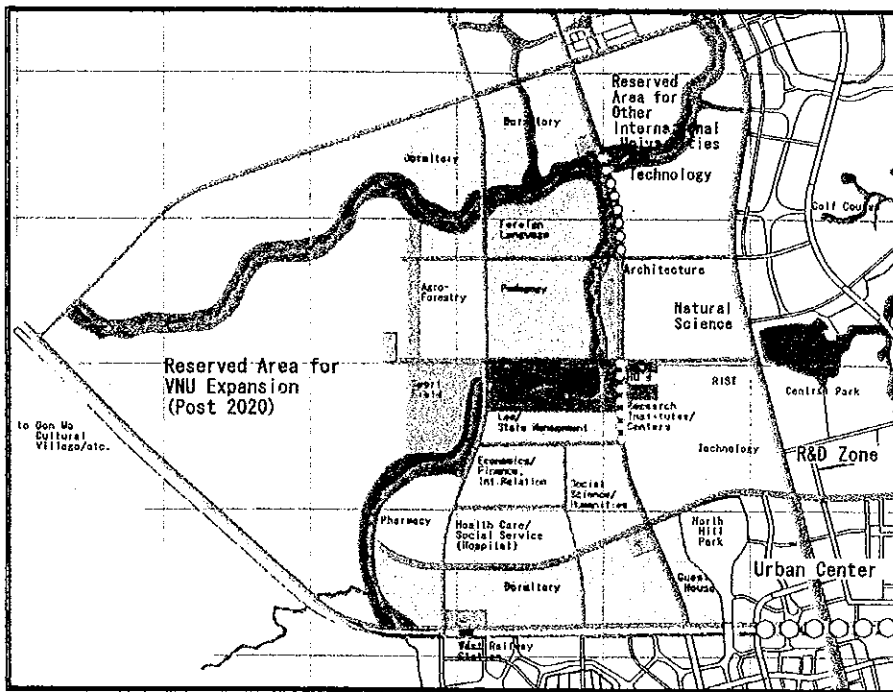 Reserved
Area for
Other
International
Universities
Dormitory
Dormitory
Technology
Golf Course
Foreign
Language
Architecture
Agro-
Forestry
Pedagogy
Natural
Science
Reserved Area for
VNU Expansion
(Post 2020)
Sport
Field
RISE
Central Park
Research
Institutes/
Centers
Law/
State Management
to Don Mo
Cultural
Village/etc.
Technology
R&D Zone
Economics/
Finance,
Int.Relation
Social
Science/
Humanities
Pharmacy
Health Care/
Social Service
(Hospital)
North
Hill
Park
Dormitory
Guest
House
Urban Center
West Railway
Station